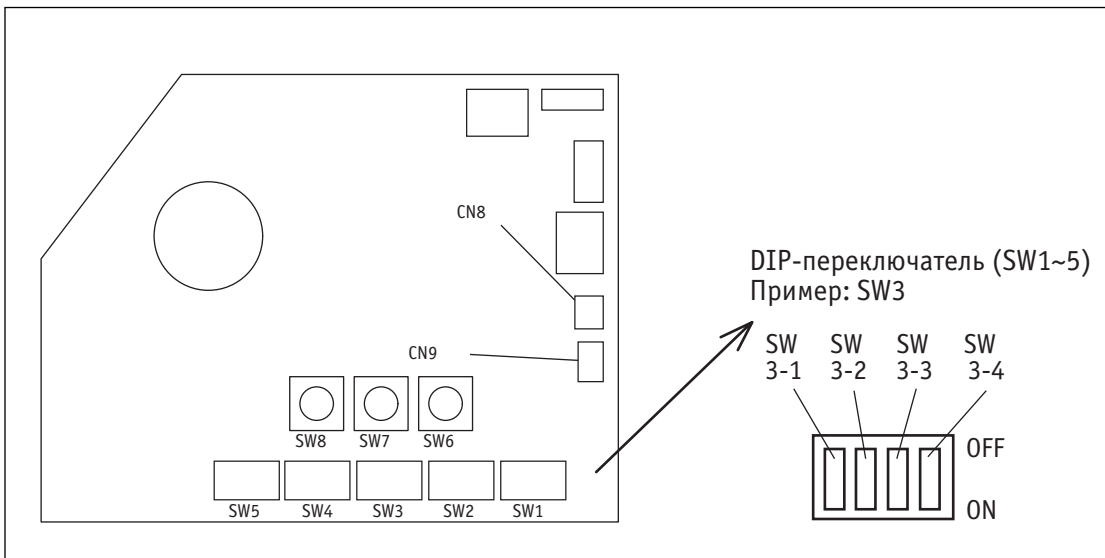 CN8
CN9
SW8 SW7 SW6
SW5 SW4 SW3 SW2 SW1
DIP-переключатель (SW1~5)
Пример: SW3
SW SW SW SW
3-1 3-2 3-3 3-4
OFF
ON